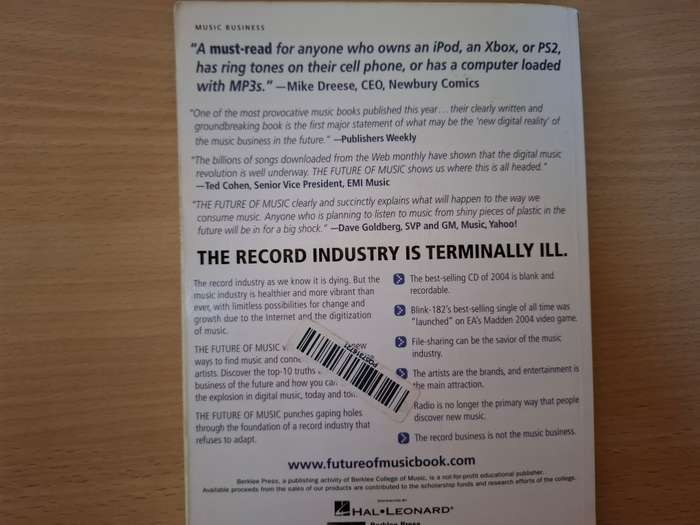 MUSIC BUSINESS
"A must-read for anyone who owns an iPod, an Xbox, or PS2,
has ring tones on their cell phone, or has a computer loaded
with MP3s." —Mike Dreese, CEO, Newbury Comics
"One of the most provocative music books published this year... their clearly written and
groundbreaking book is the first major statement of what may be the 'new digital reality' of
the music business in the future." —Publishers Weekly
"The billions of songs downloaded from the Web monthly have shown that the digital music
revolution is well underway. THE FUTURE OF MUSIC shows us where this is all headed."
—Ted Cohen, Senior Vice President, EMI Music
"THE FUTURE OF MUSIC clearly and succinctly explains what will happen to the way we
consume music. Anyone who is planning to listen to music from shiny pieces of plastic in the
future will be in for a big shock." —Dave Goldberg, SVP and GM, Music, Yahoo!
THE RECORD INDUSTRY IS TERMINALLY ILL.
The record industry as we know it is dying. But the
music industry is healthier and more vibrant than
ever, with limitless possibilities for change and
growth due to the Internet and the digitization
of music.
THE FUTURE OF MUSIC new
ways to find music and
artists. Discover the top-10 truths
business of the future and how you
the explosion in digital music, today and
THE FUTURE OF MUSIC punches gaping holes
through the foundation of a record industry that
refuses to adapt.
The best-selling CD of 2004 is blank and
recordable.
Blink-182's best-selling single of all time was
"launched" on EA's Madden 2004 video game.
File-sharing can be the savior of the music
industry.
The artists are the brands, and entertainment is
the main attraction.
Radio is no longer the primary way that people
discover new music.
The record business is not the music business.
www.futureofmusicbook.com
Berklee Press, a publishing activity of Berklee College of Music, is a not-for-profit educational publisher.
Available proceeds from the sales of our products are contributed to the scholarship funds and research efforts of the college.
DISTRIBUTED BY
HAL•LEONARD®
Berklee Press